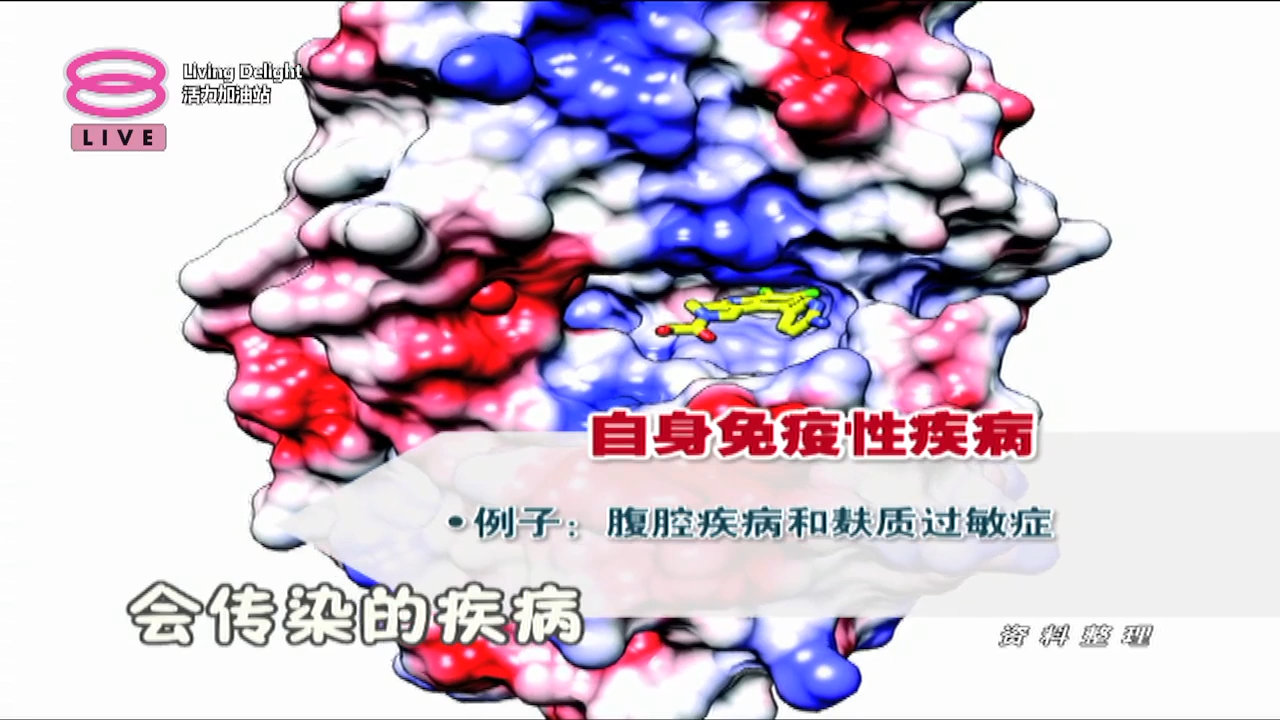 Living Delight
活力加油站
LIVE
自身免疫性疾病
•例子：腹腔疾病和麸质过敏症
会传染的疾病
资料整理